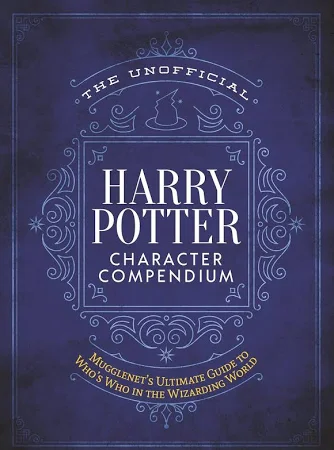 THE UNOFFICIAL
HARRY
POTTER
CHARACTER
COMPENDIUM
MUGGLENET'S ULTIMATE GUIDE TO
WHO'S WHO IN THE WIZARDING WORLD